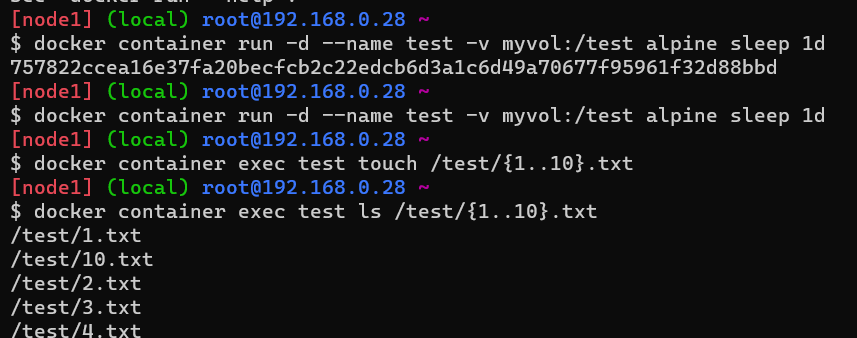 see 'docker run --help'.
[node1] (local) root@192.168.0.28 ~
$ docker container run -d --name test -v myvol:/test alpine sleep 1d
757822ccea16e37fa20becfcb2c22edcb6d3a1c6d49a70677f95961f32d88bbd
[node1] (local) root@192.168.0.28 ~
$ docker container run -d --name test -v myvol:/test alpine sleep 1d
[node1] (local) root@192.168.0.28 ~
$ docker container exec test touch /test/{1..10}.txt
[node1] (local) root@192.168.0.28 ~
$ docker container exec test ls /test/{1..10}.txt
/test/1.txt
/test/10.txt
/test/2.txt
/test/3.txt
/test/4.txt